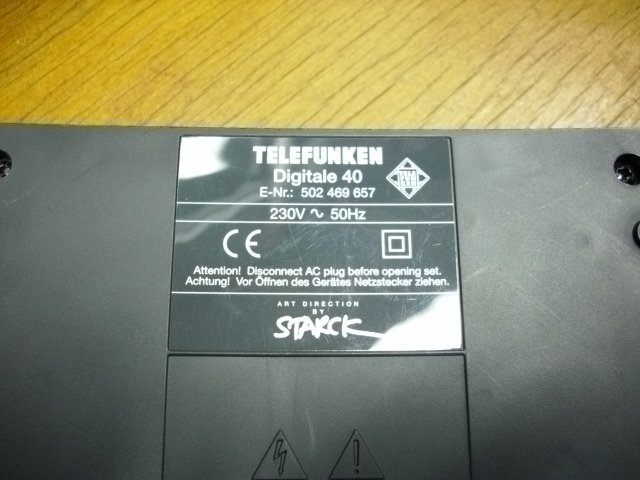 TELEFUNKEN
Digitale 40
E-Nr.: 502 469 657
230V ~ 50Hz
CE
Attention! Disconnect AC plug before opening set.
Achtung! Vor Öffnen des Gerätes Netzstecker ziehen.
ART DIRECTION
BY
STARCK